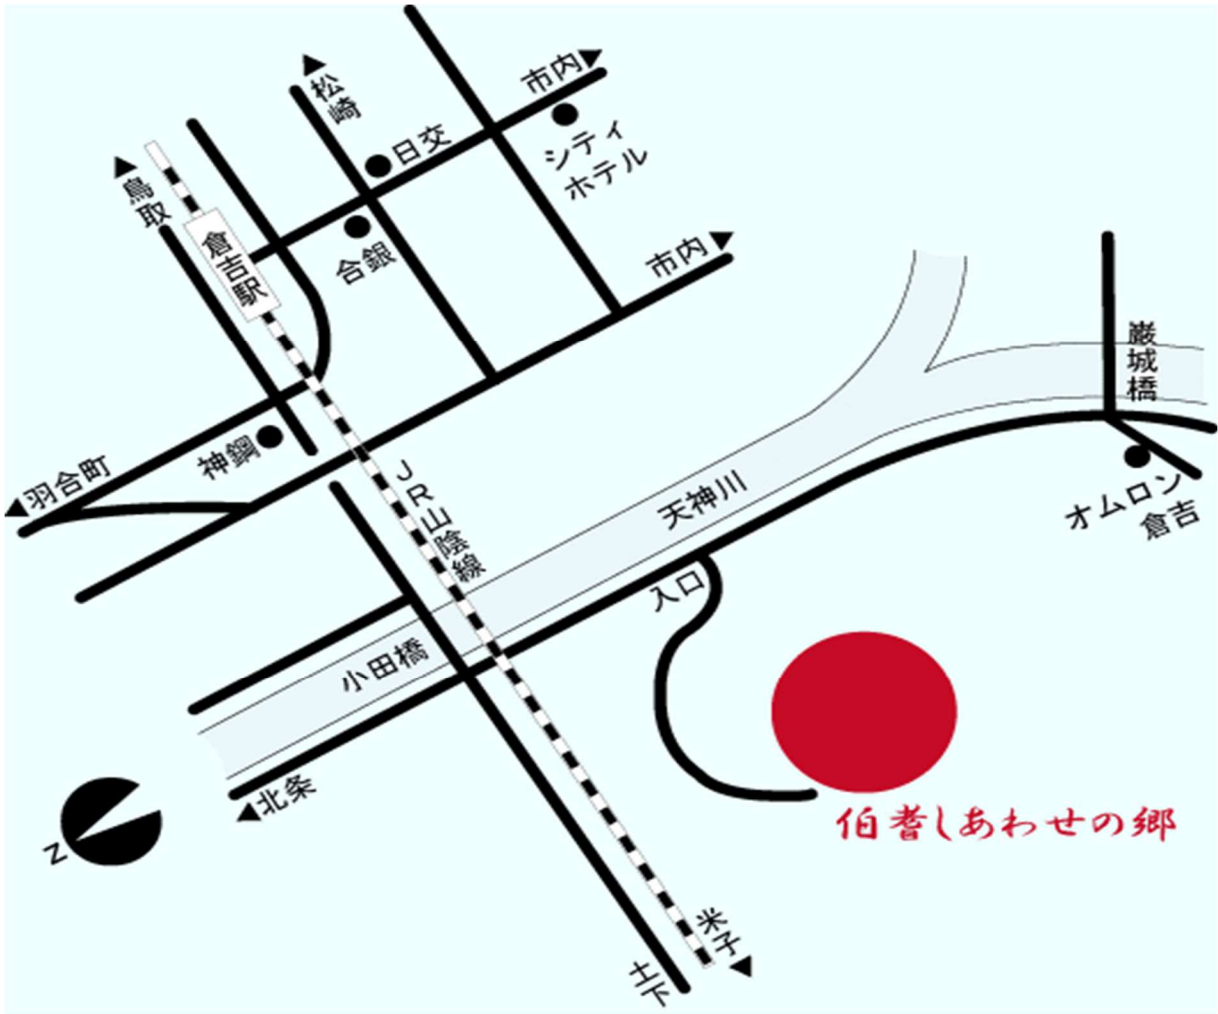 市内
松崎
日交
シティ
ホテル
鳥取
倉吉駅
合銀
市内
巌城橋
神鋼
羽合町
JR山陰線
天神川
オムロン
倉吉
入口
小田橋
北条
伯耆しあわせの郷
N
米子
土下